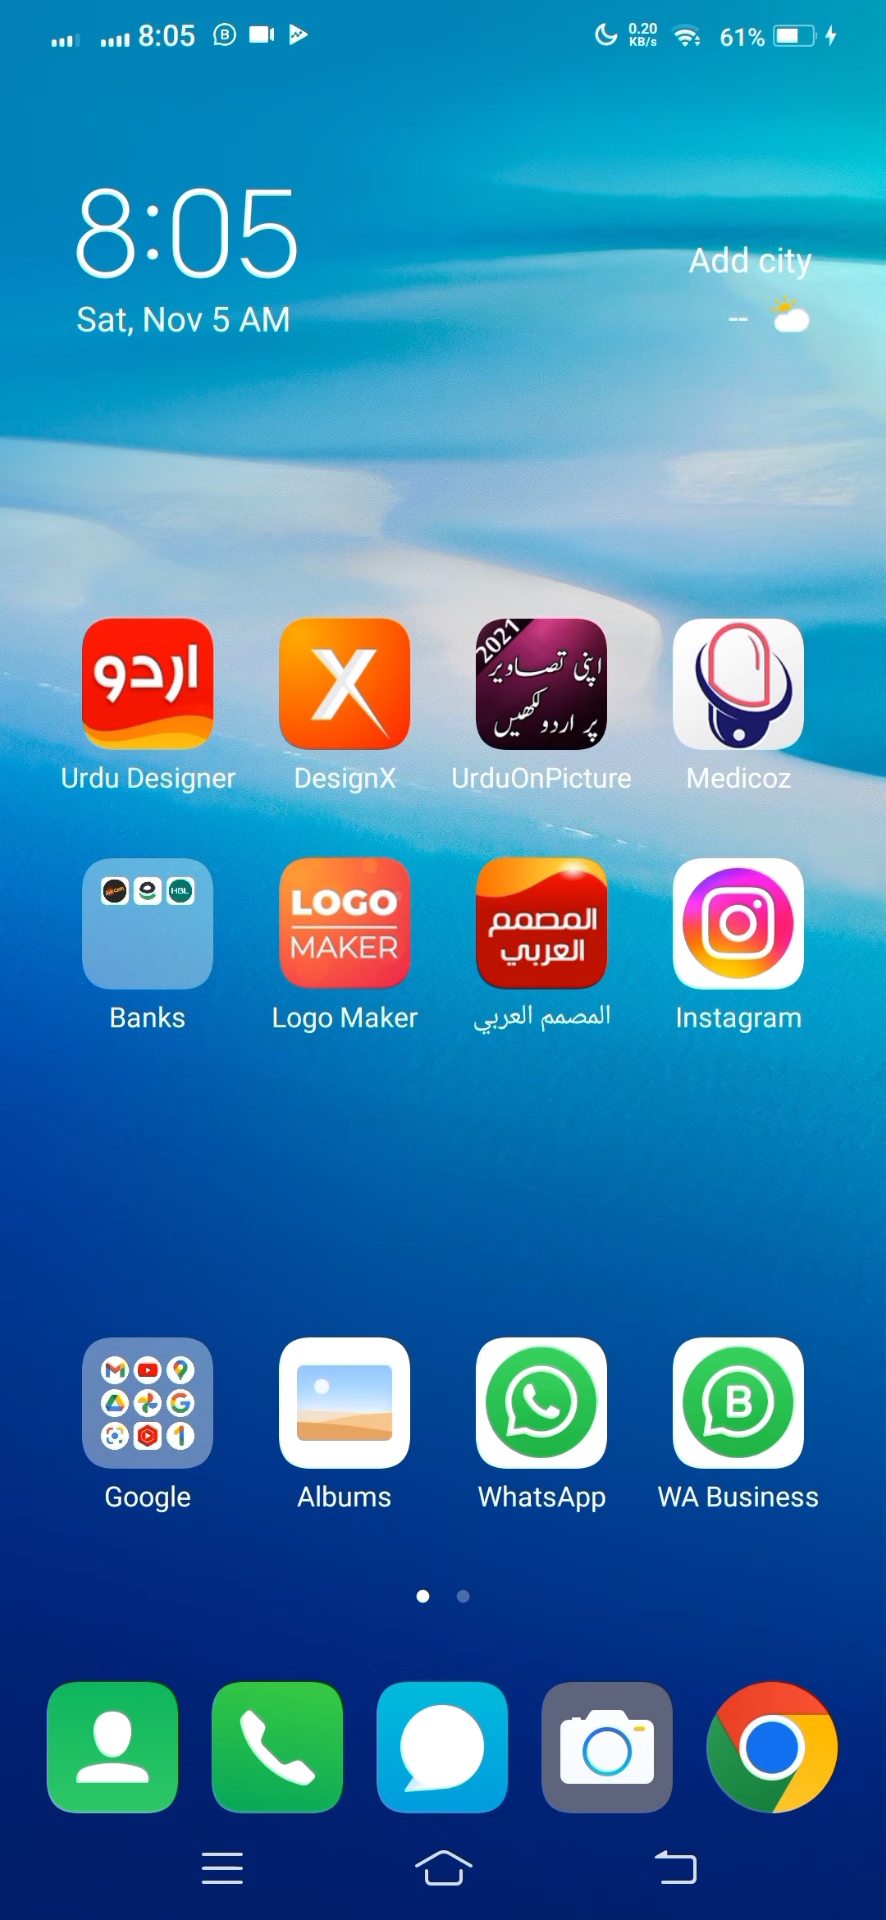 8:05
0.20
KB/s
61%
8:05
Sat, Nov 5 AM
Add city
--
اردو
X
2021
اپنی تصاویر
پر اردو لکھیں
Urdu Designer
DesignX
UrduOnPicture
Medicoz
HBL
LOGO
MAKER
المصمم
العربي
Banks
Logo Maker
المصمم العربي
Instagram
B
Google
Albums
WhatsApp
WA Business